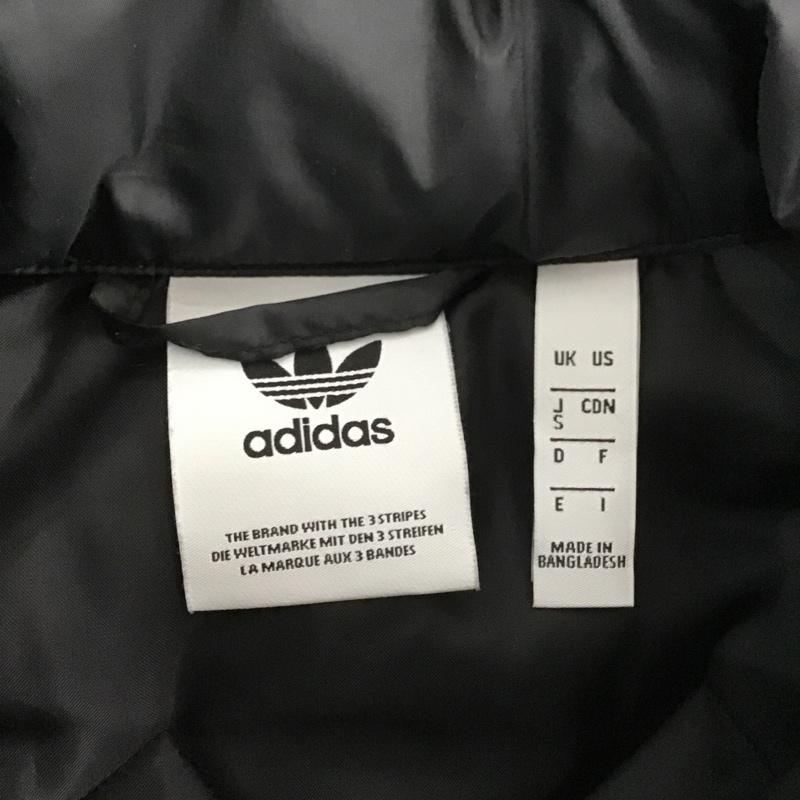 adidas
THE BRAND WITH THE 3 STRIPES
DIE WELTMARKE MIT DEN 3 STREIFEN
LA MARQUE AUX 3 BANDES
UK US
J CDN
S
D F
E I
MADE IN
BANGLADESH